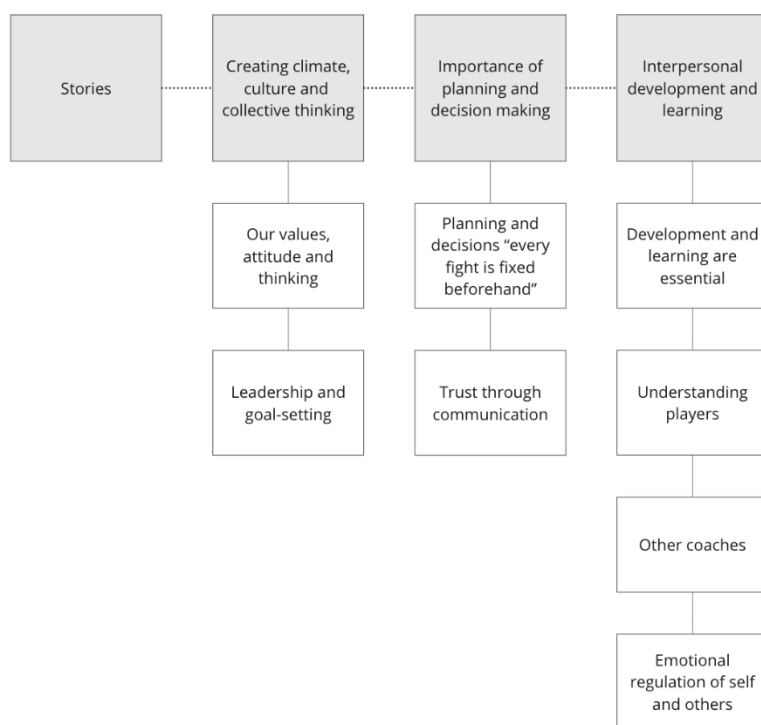 Stories
Creating climate,
culture and
collective thinking
Importance of
planning and
decision making
Interpersonal
development and
learning
Our values,
attitude and
thinking
Planning and
decisions “every
fight is fixed
beforehand”
Development and
learning are
essential
Leadership and
goal-setting
Trust through
communication
Understanding
players
Other coaches
Emotional
regulation of self
and others